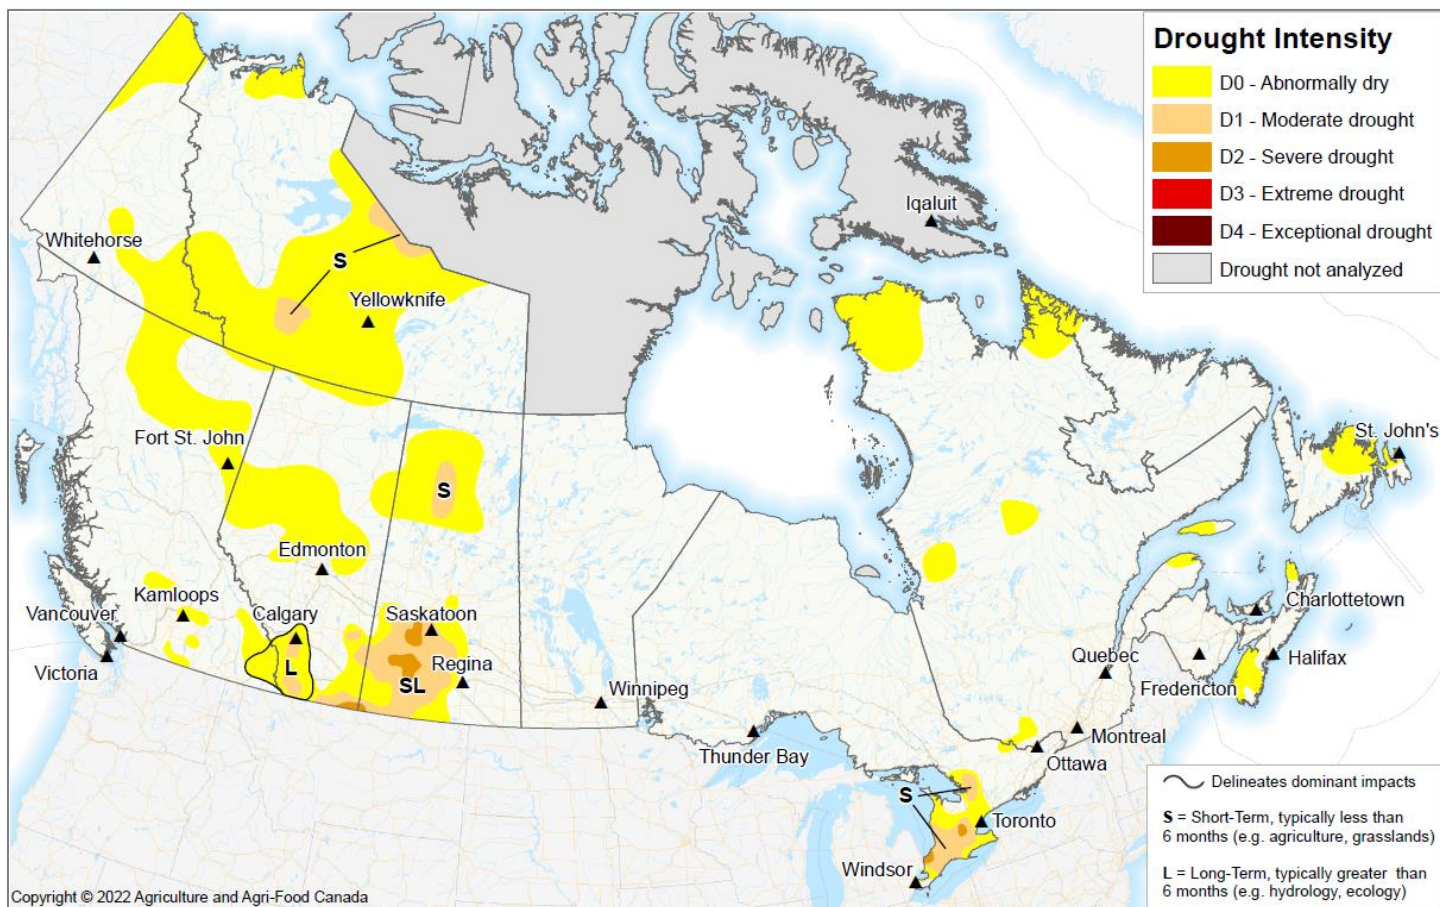 Drought Intensity
D0 - Abnormally dry
D1 - Moderate drought
D2 - Severe drought
D3 - Extreme drought
D4 - Exceptional drought
Drought not analyzed
Iqaluit
Whitehorse
S
Yellowknife
Fort St. John
St. John's
S
Edmonton
Kamloops
Calgary
Saskatoon
Charlottetown
Vancouver
L
Regina
Quebec
Halifax
Victoria
SL
Fredericton
Winnipeg
Montreal
Thunder Bay
Ottawa
S
Toronto
Windsor
Delineates dominant impacts
S = Short-Term, typically less than
6 months (e.g. agriculture, grasslands)
L = Long-Term, typically greater than
6 months (e.g. hydrology, ecology)
Copyright © 2022 Agriculture and Agri-Food Canada